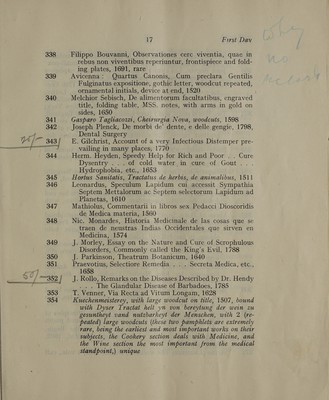 17 First Day
why
no
338 Filippo Bouvanni, Observationes cerc viventia, quae in
rebus non viventibus reperiuntur, frontispiece and fold-
ing plates, 1691, rare
339 Avicenna: Quartus Canonis, Cum preclara Gentilis
Fulginatus expositione, gothic letter, woodcut repeated,
ornamental initials, device at end, 1520
340 Melchior Sebisch, De alimentorum facultatibus, engraved
title, folding table, MSS. notes, with arms in gold on
sides, 1650
341 Gasparo Tagliacozzi, Cheirurgia Nova, woodcuts, 1598
342 Joseph Plenck, De morbi de' dente, e delle gengie, 1798,
Dental Surgery
343 E. Gilchrist, Account of a very Infectious Distemper pre-
vailing in many places, 1770
344 Herm. Heyden, Speedy Help for Rich and Poor . . Cure
Dysentry . . . of cold water in cure of Gout . . .
Hydrophobia, etc., 1653
345 Hortus Sanitatis, Tractatus de herbis, de animalibus, 1511
346 Leonardus, Speculum Lapidum cui accessit Sympathia
Septem Mettalorum ac Septem selectorum Lapidum ad
Planetas, 1610
347 Mathiolus, Commentarii in libros sex Pedacci Dioscoridis
de Medica materia, 1560
348 Nic. Monardes, Historia Medicinale de las cosas que se
traen de nuestras Indias Occidentales que sirven en
Medicina, 1574
349 J. Morley, Essay on the Nature and Cure of Scrophulous
Disorders, Commonly called the King's Evil. 1788
350 J. Parkinson, Theatrum Botanicum, 1640
351 Praevotius, Selectiore Remedia . . . . Secreta Medica, etc.,
1658
352 J. Rollo, Remarks on the Diseases Described by Dr. Hendy
. . . The Glandular Disease of Barbadoes, 1785
353 T. Venner, Via Recta ad Vitum Longam, 1628
354 Kuechenmeisterey, with large woodcut on title, 1507, bound
with Dyser Tractat helt yn von bereytung der wein zu
gesuntheyt vand nutzbarkeyt der Menschen, with 2 (re-
peated) large woodcuts (these two pamphlets are extremely
rare, being the earliest and most important works on their
subjects, the Cookery section deals with Medicine, and
the Wine section the most important from the medical
standpoint,) unique